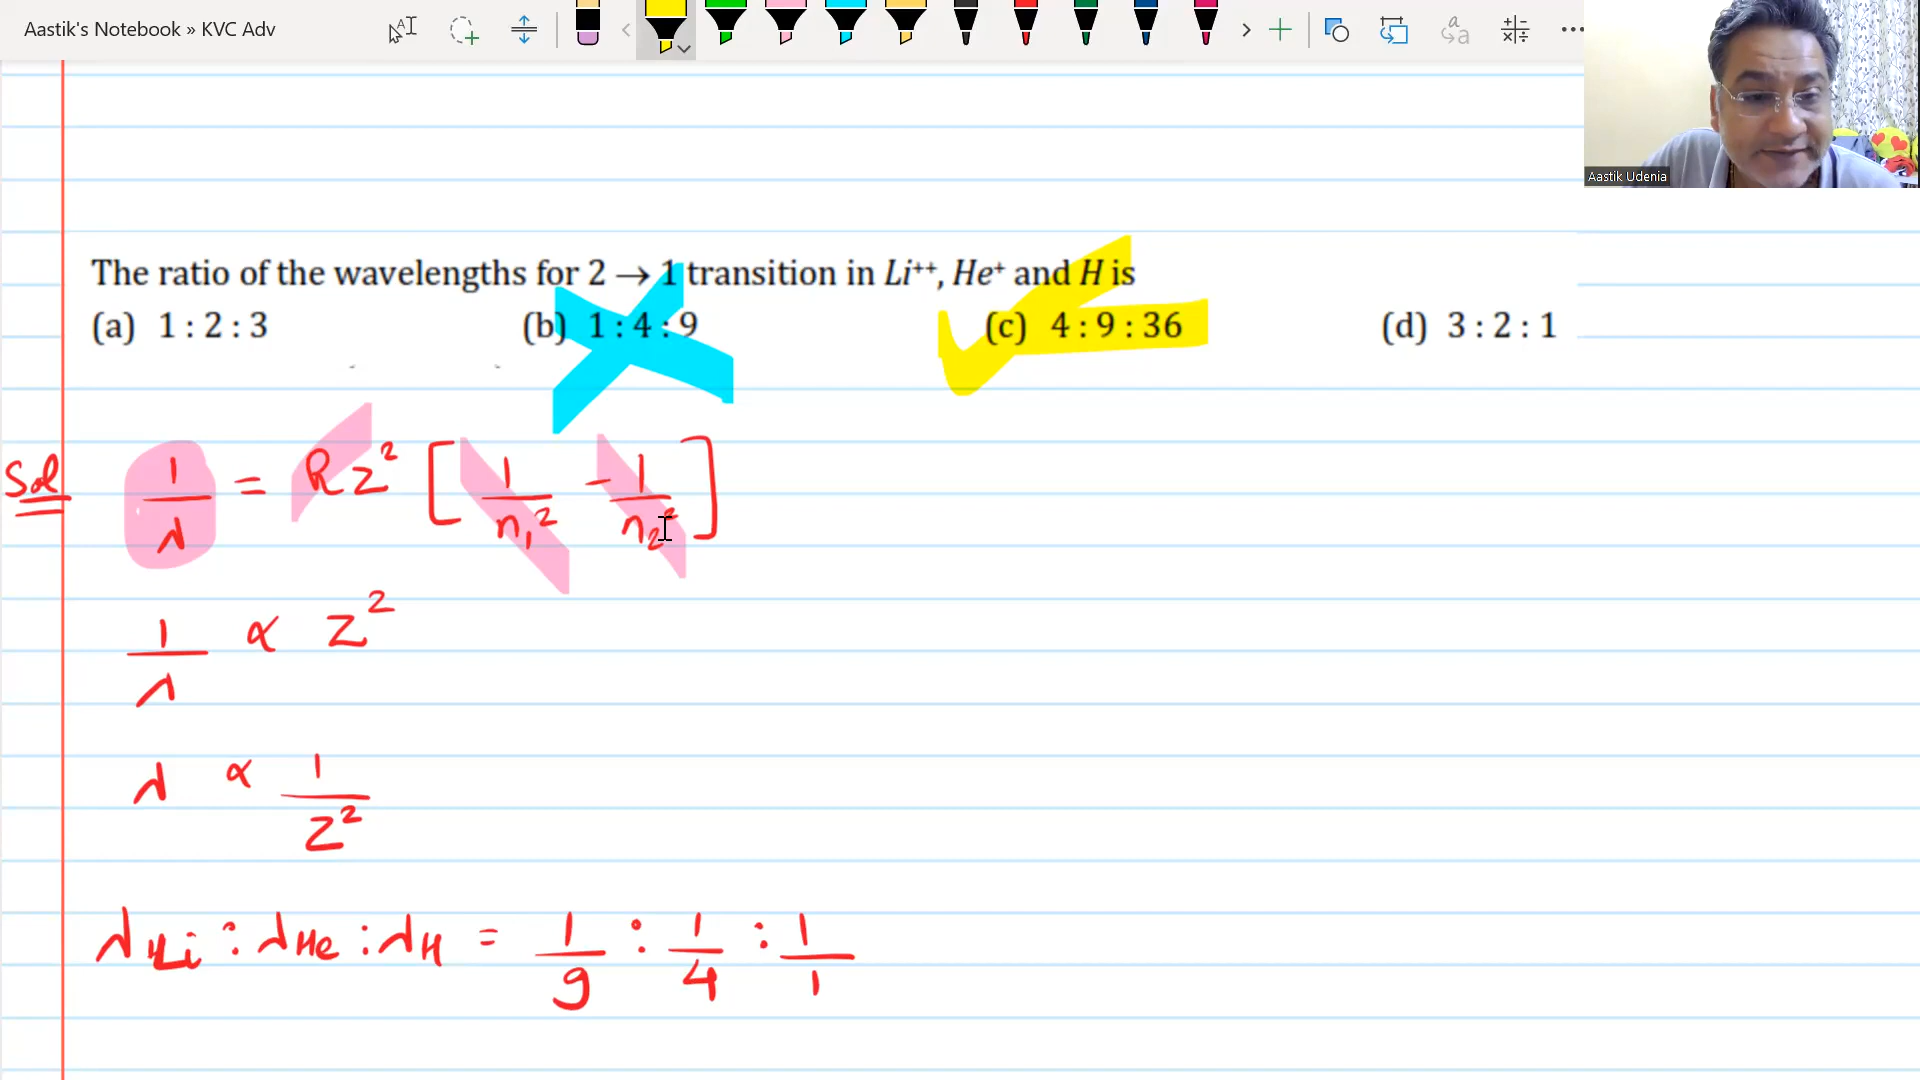 Aastik's Notebook » KVC Adv
Aastik Udenia
The ratio of the wavelengths for 2 → 1 transition in Li⁺⁺, He⁺ and H is
(a) 1 : 2 : 3 (b) 1 : 4 : 9 (c) 4 : 9 : 36 (d) 3 : 2 : 1
Sol 1/λ = R Z² [ 1/n₁² - 1/n₂² ]
1/λ ∝ Z²
λ ∝ 1/Z²
λLi : λHe : λH = 1/9 : 1/4 : 1/1